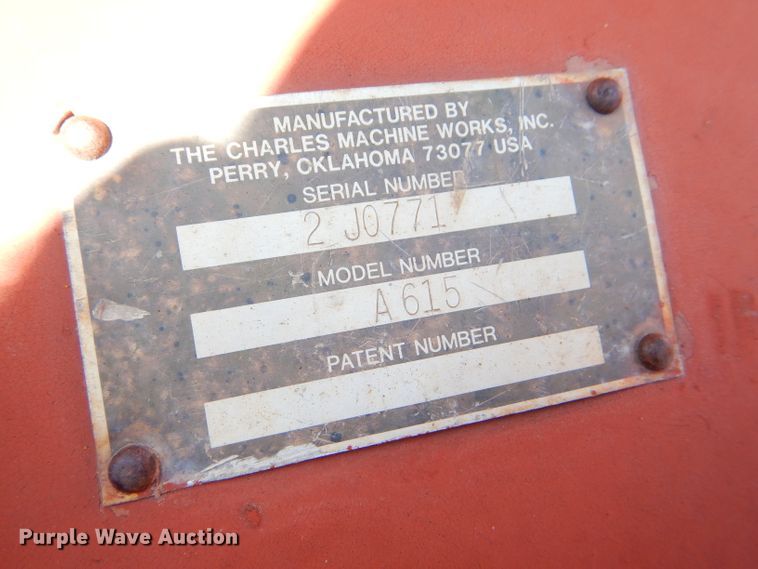 MANUFACTURED BY
THE CHARLES MACHINE WORKS, INC.
PERRY, OKLAHOMA 73077 USA
SERIAL NUMBER
2 J0771
MODEL NUMBER
A615
PATENT NUMBER
Purple Wave Auction